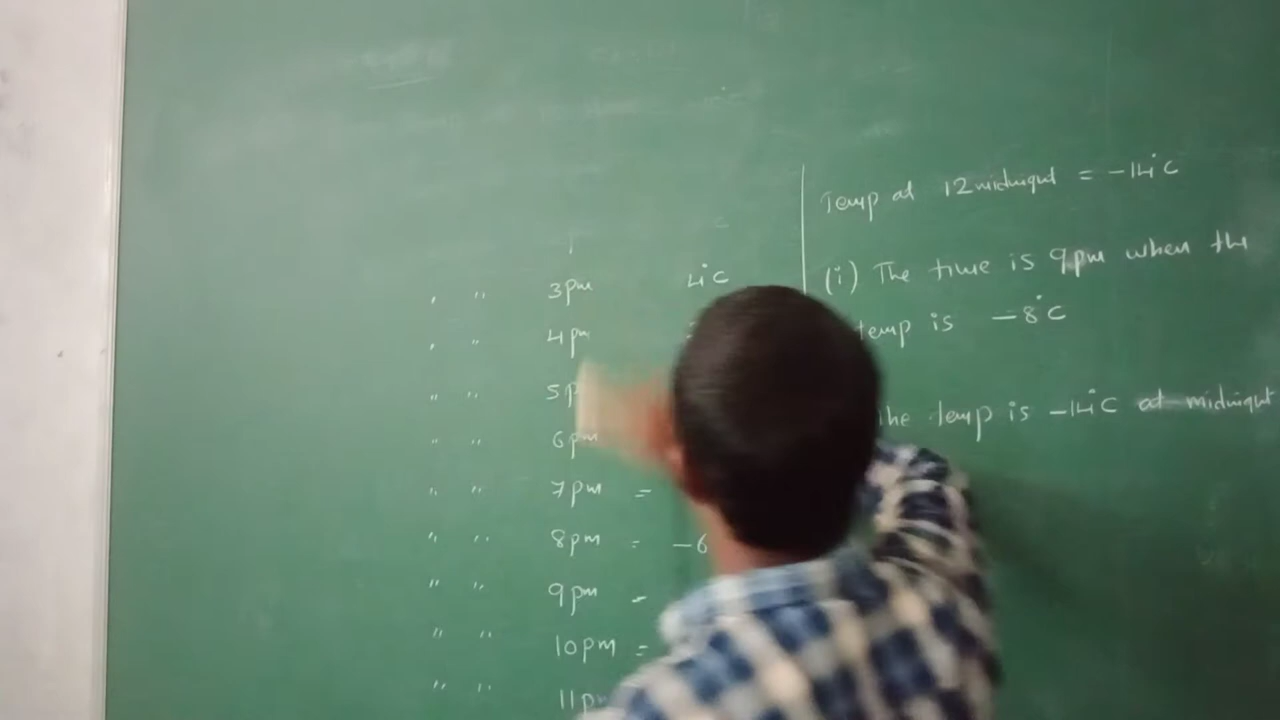 " " 3pm 4°C
" " 4pm
" " 5p
" " 6pm
" " 7pm =
" " 8pm = -6
" " 9pm -
" " 10pm =
" " 11p
Temp at 12 midnight = -14°C
(i) The time is 9pm when the
temp is -8°C
the temp is -14°C at midnight